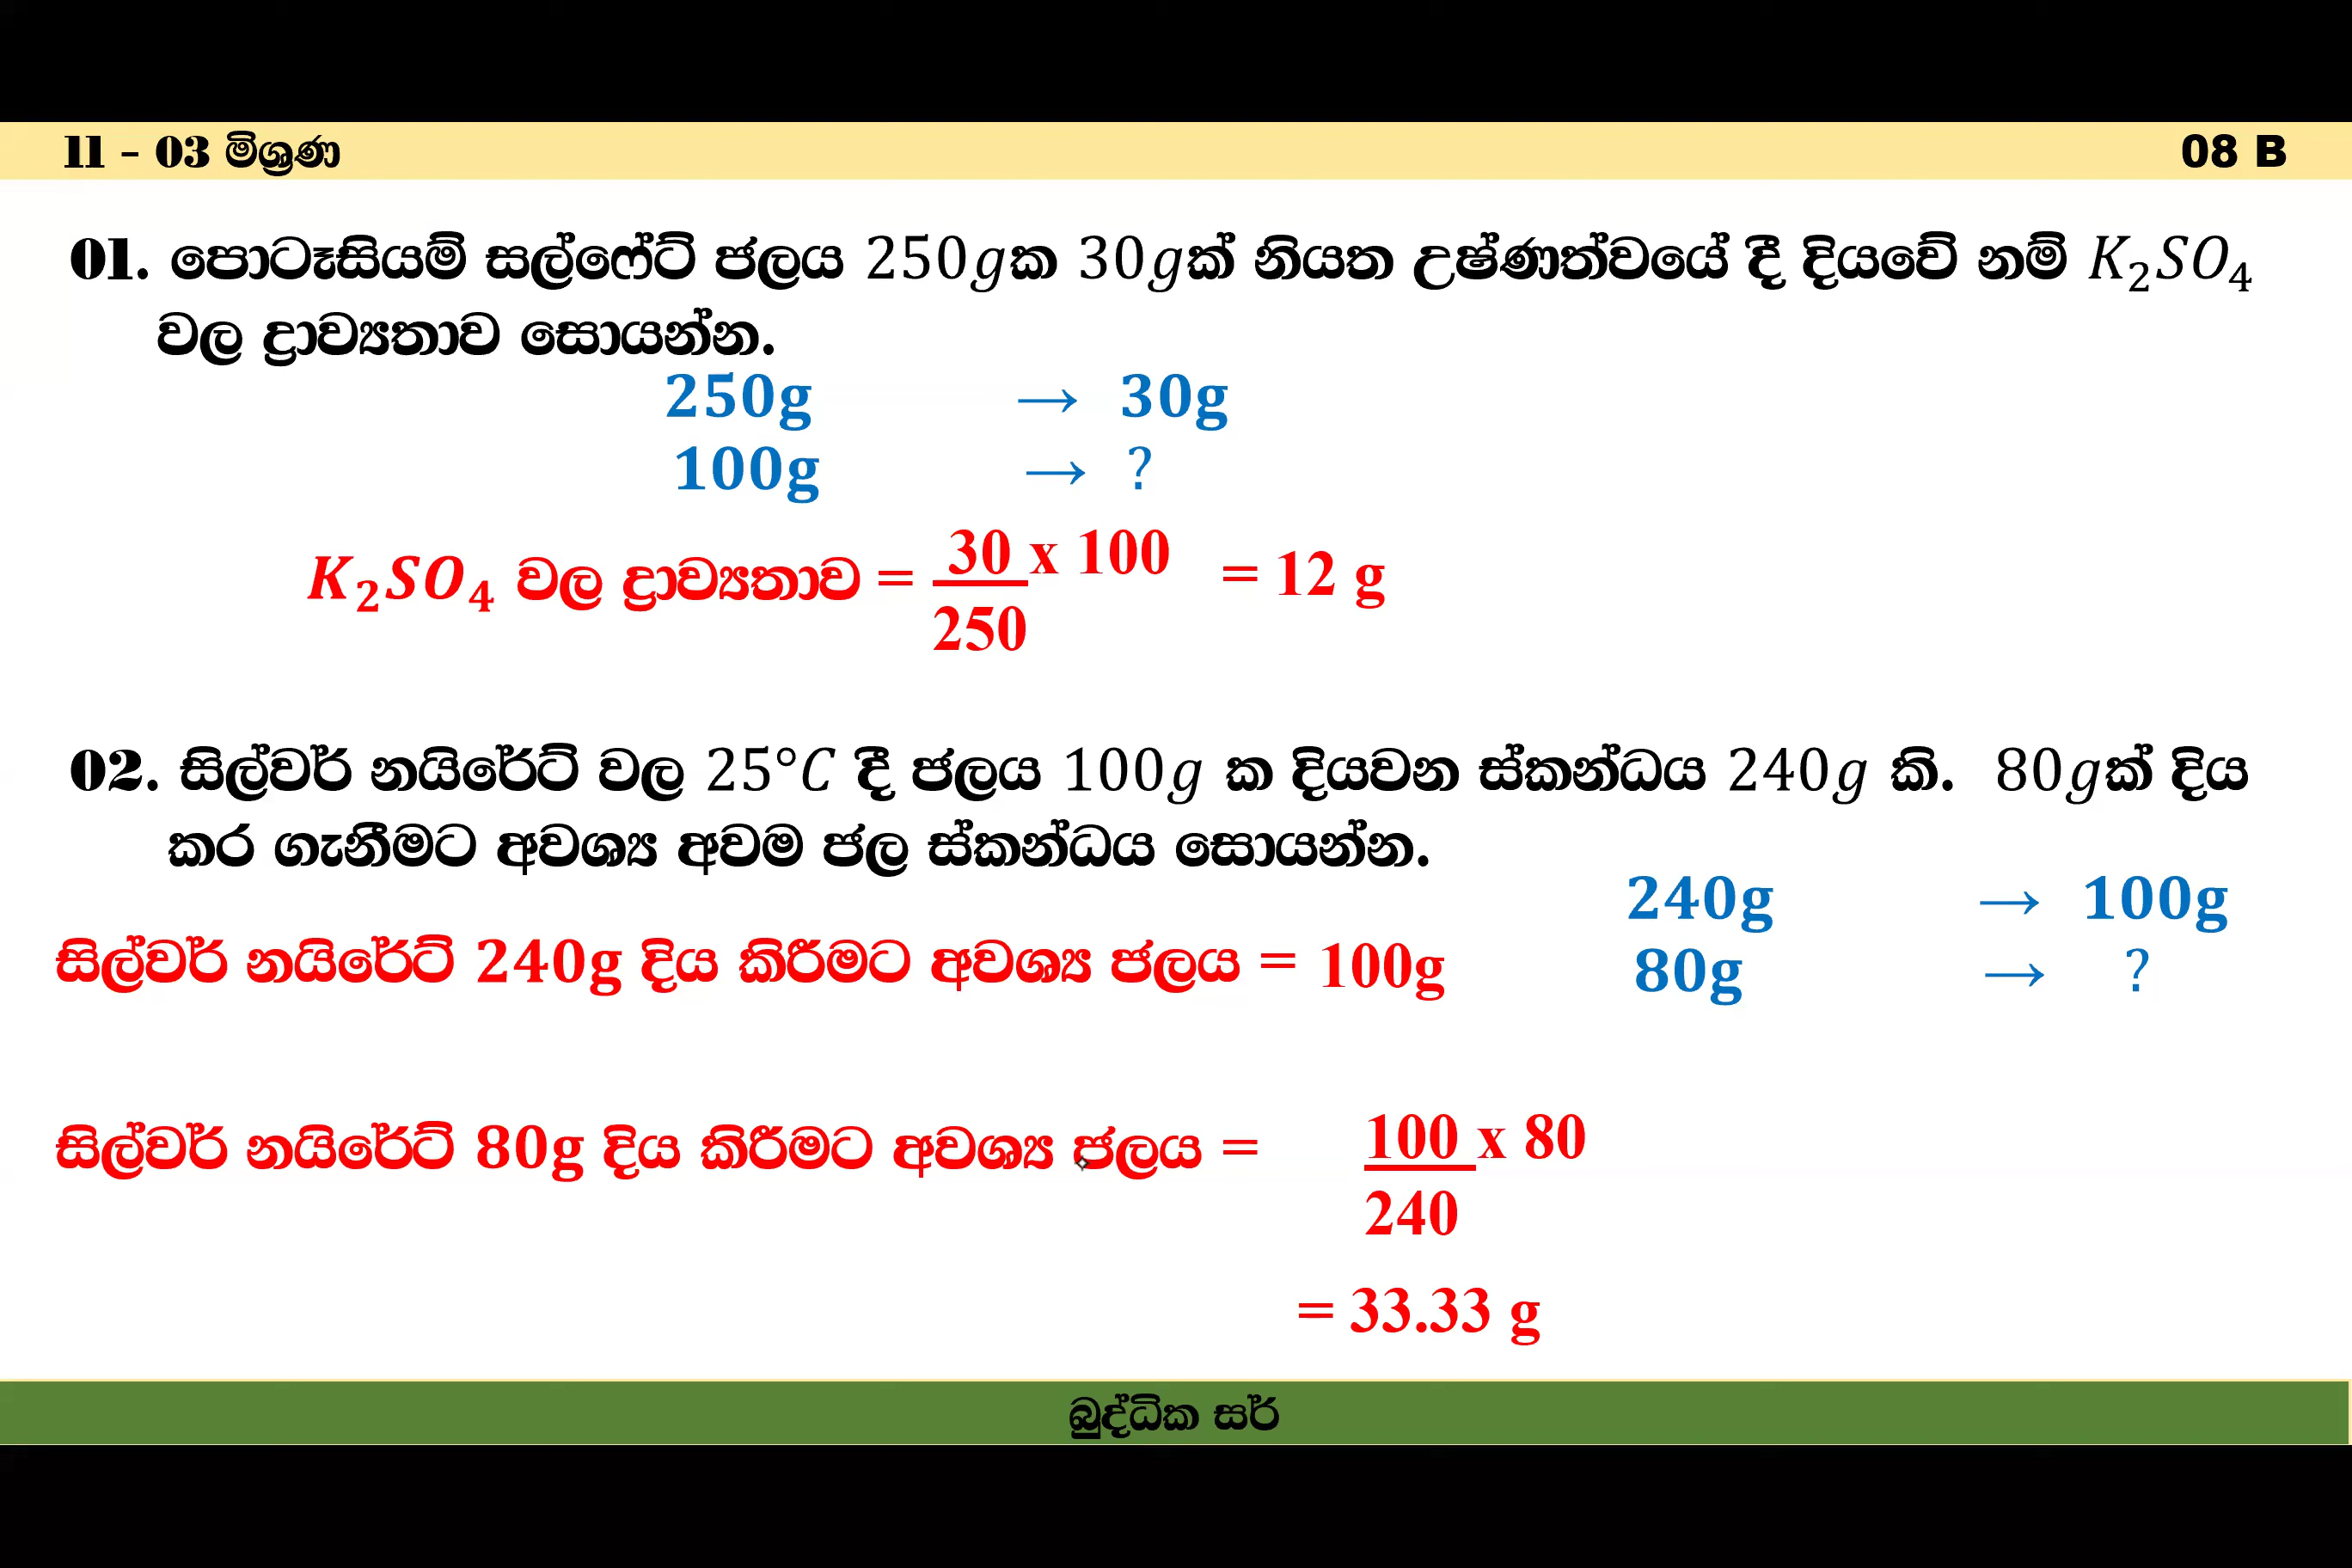 11 - 03 මිශ්‍රණ
08 B
01. පොටෑසියම් සල්ෆේට් ජලය 250gක 30gක් නියත උෂ්ණත්වයේ දී දියවේ නම් K₂SO₄
වල ද්‍රාව්‍යතාව සොයන්න.
250g → 30g
100g → ?
K₂SO₄ වල ද්‍රාව්‍යතාව = 30 x 100 = 12 g
250
02. සිල්වර් නයිරේට් වල 25°C දී ජලය 100g ක දියවන ස්කන්ධය 240g කි. 80gක් දිය
කර ගැනීමට අවශ්‍ය අවම ජල ස්කන්ධය සොයන්න.
240g → 100g
80g → ?
සිල්වර් නයිරේට් 240g දිය කිරීමට අවශ්‍ය ජලය = 100g
සිල්වර් නයිරේට් 80g දිය කිරීමට අවශ්‍ය ජලය = 100 x 80
240
= 33.33 g
බුද්ධික සර්